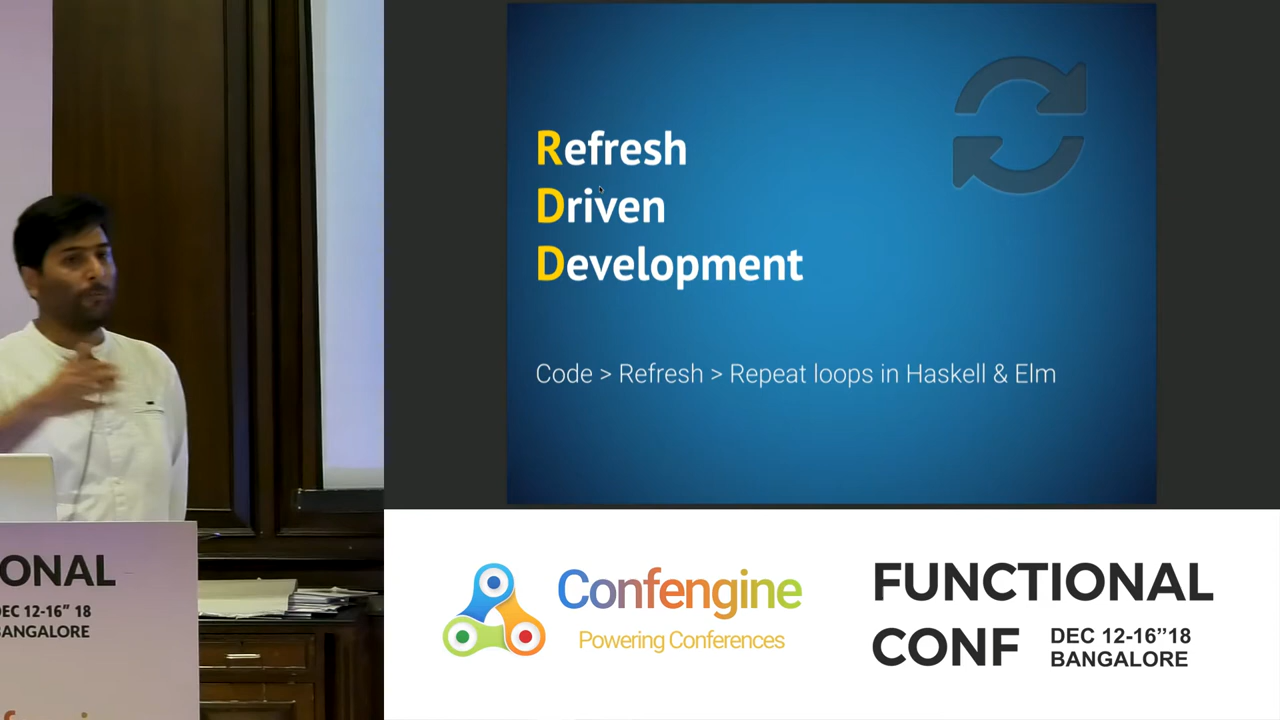 Refresh
Driven
Development
Code > Refresh > Repeat loops in Haskell & Elm
ONAL
DEC 12-16” 18
BANGALORE
Confengine
Powering Conferences
FUNCTIONAL
CONF
DEC 12-16”18
BANGALORE